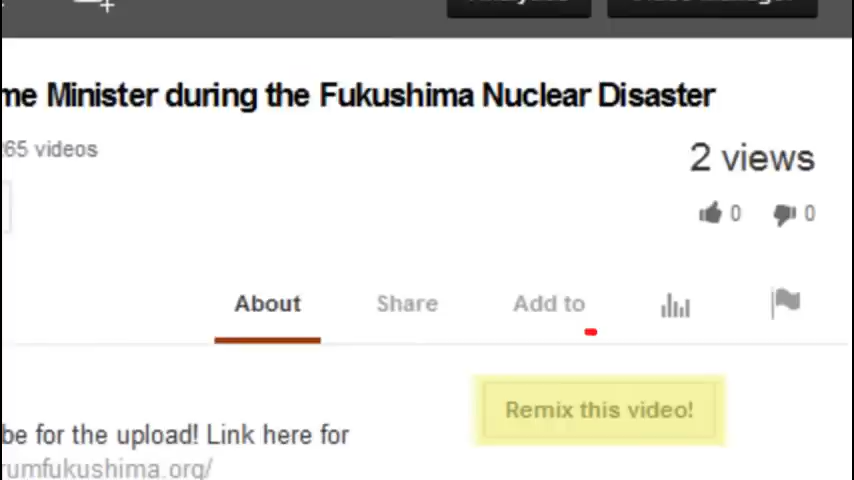 me Minister during the Fukushima Nuclear Disaster
265 videos
2 views
0 0
About Share Add to
Remix this video!
be for the upload! Link here for
rumfukushima.org/